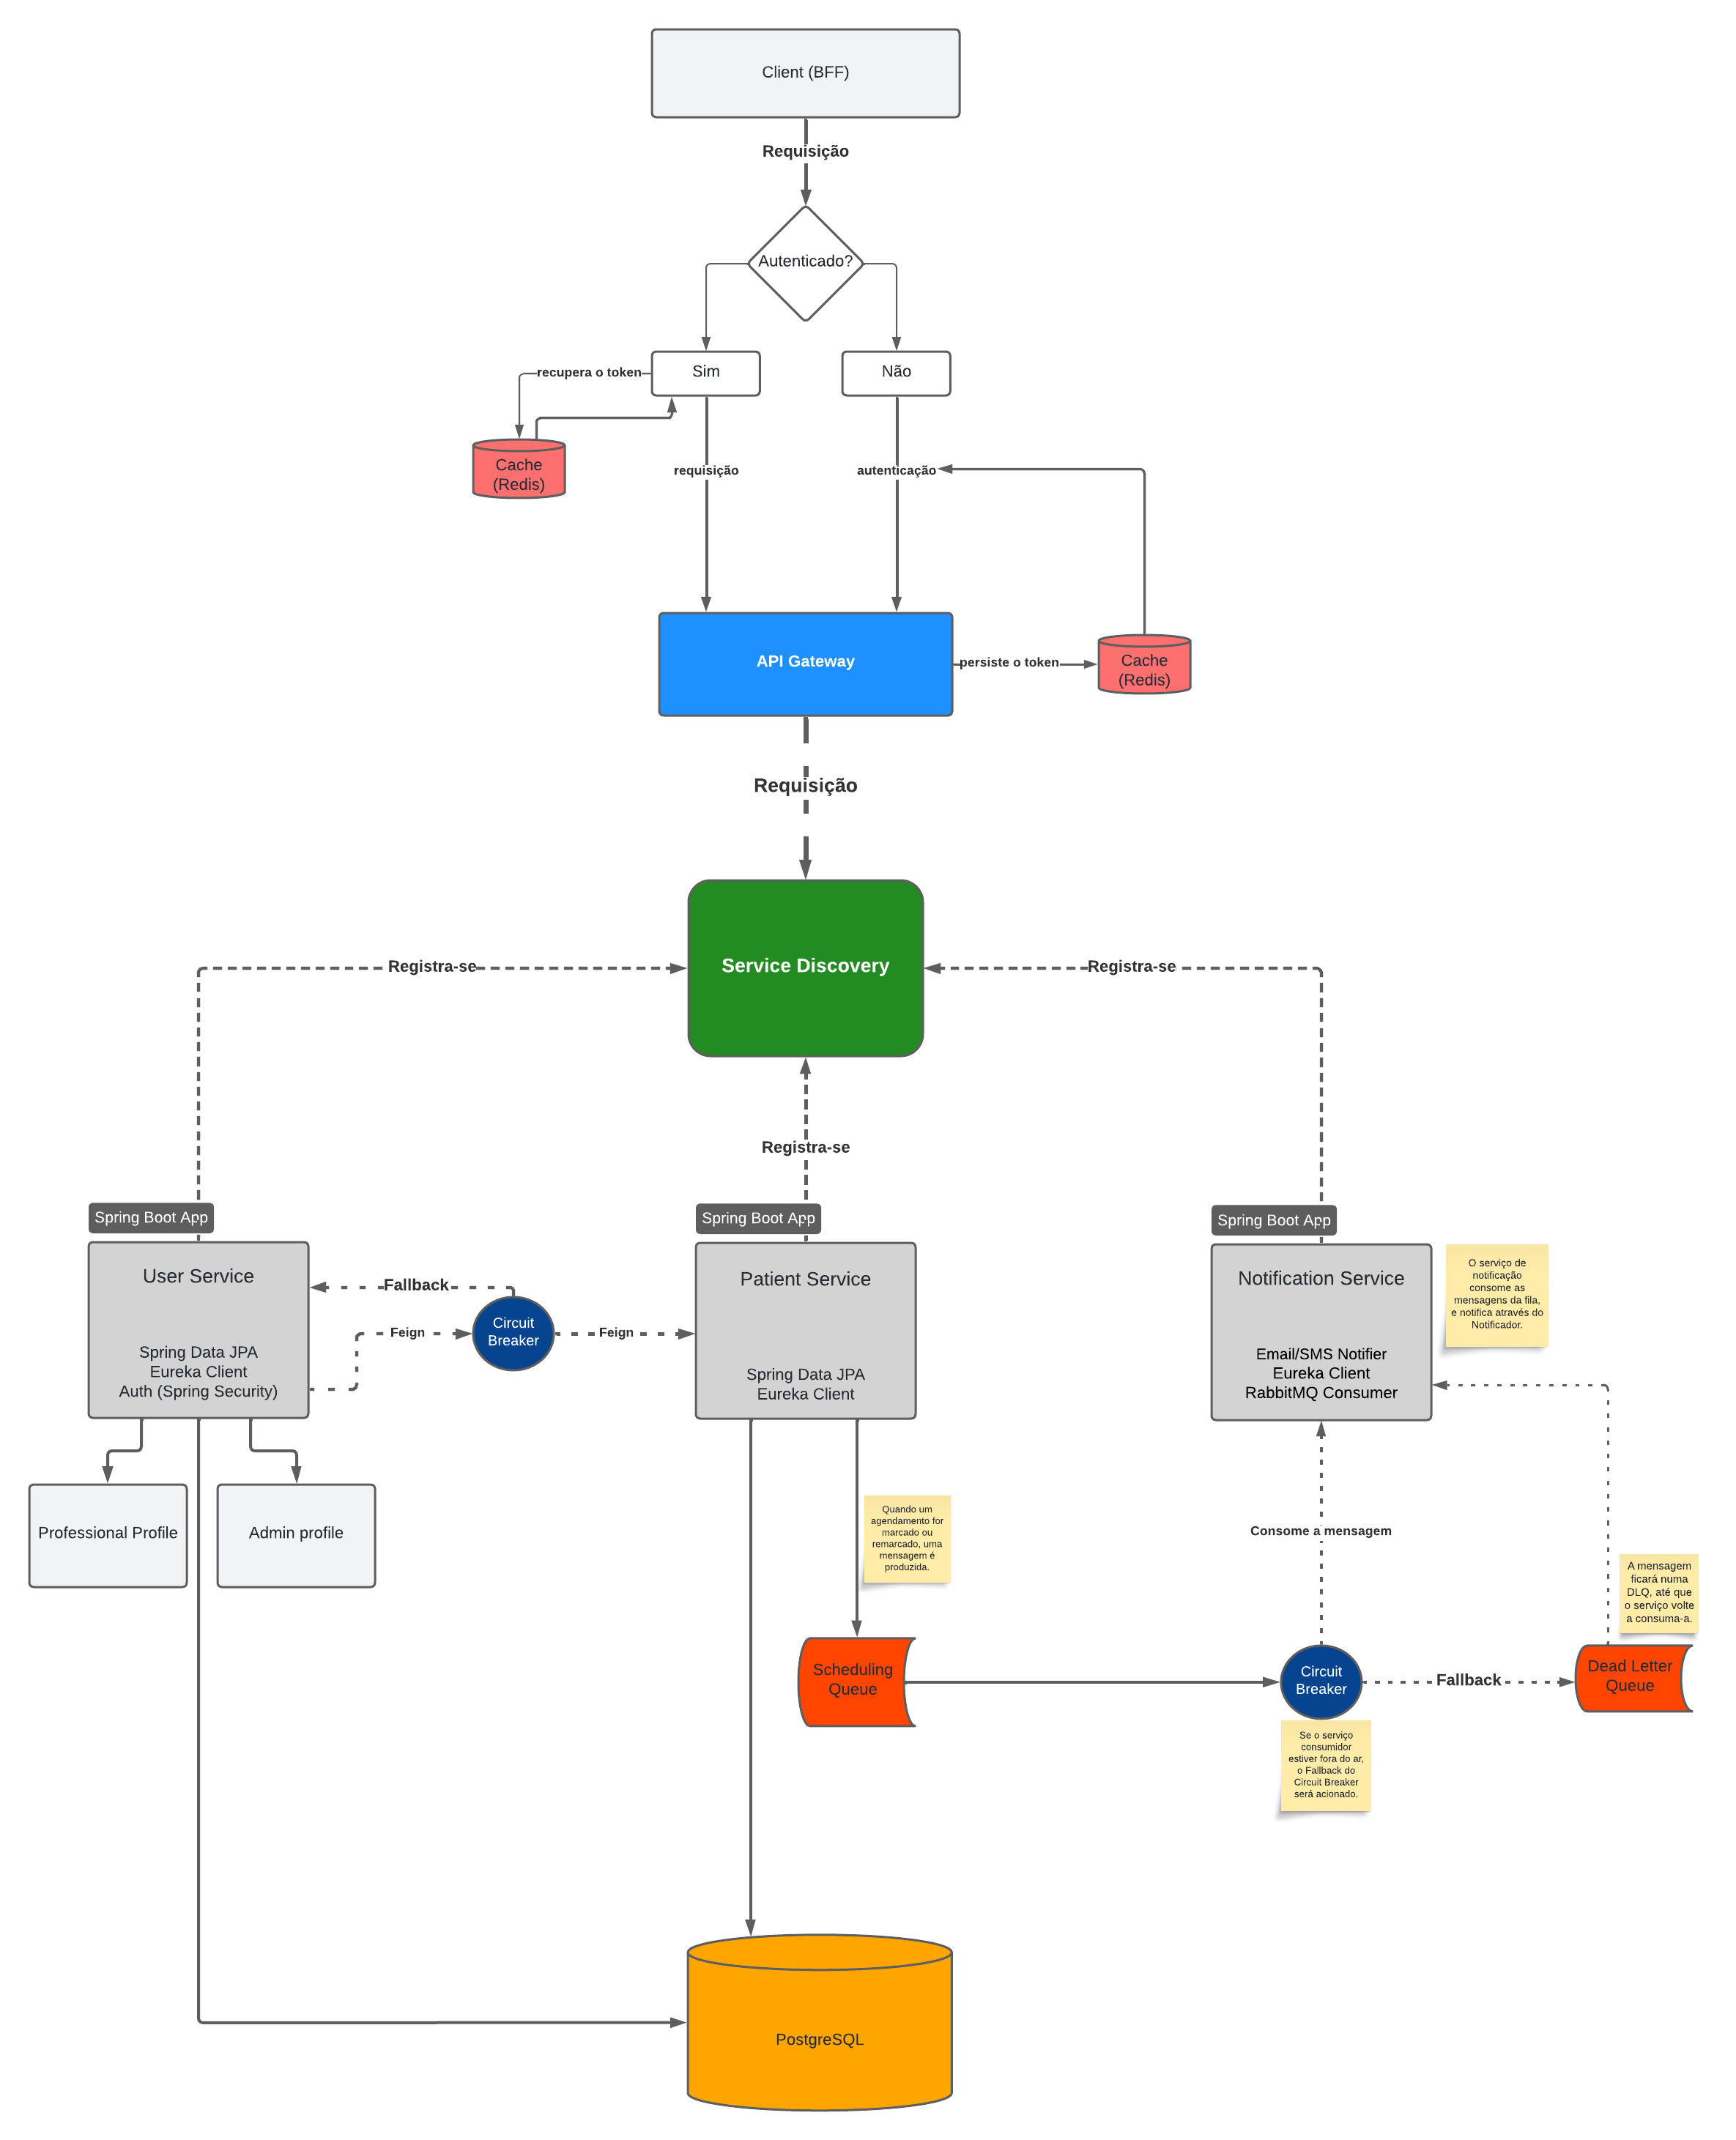 Client (BFF)
Requisição
Autenticado?
Sim
Não
recupera o token
Cache
(Redis)
requisição
autenticação
API Gateway
persiste o token
Cache
(Redis)
Requisição
Service Discovery
Registra-se
Registra-se
Registra-se
Spring Boot App
User Service
Spring Data JPA
Eureka Client
Auth (Spring Security)
Fallback
Feign
Circuit
Breaker
Feign
Spring Boot App
Patient Service
Spring Data JPA
Eureka Client
Spring Boot App
Notification Service
Email/SMS Notifier
Eureka Client
RabbitMQ Consumer
O serviço de
notificação
consome as
mensagens da fila,
e notifica através do
Notificador.
Professional Profile
Admin profile
Quando um
agendamento for
marcado ou
remarcado, uma
mensagem é
produzida.
Consome a mensagem
A mensagem
ficará numa
DLQ, até que
o serviço volte
a consuma-a.
Scheduling
Queue
Circuit
Breaker
Fallback
Dead Letter
Queue
Se o serviço
consumidor
estiver fora do ar,
o Fallback do
Circuit Breaker
será acionado.
PostgreSQL